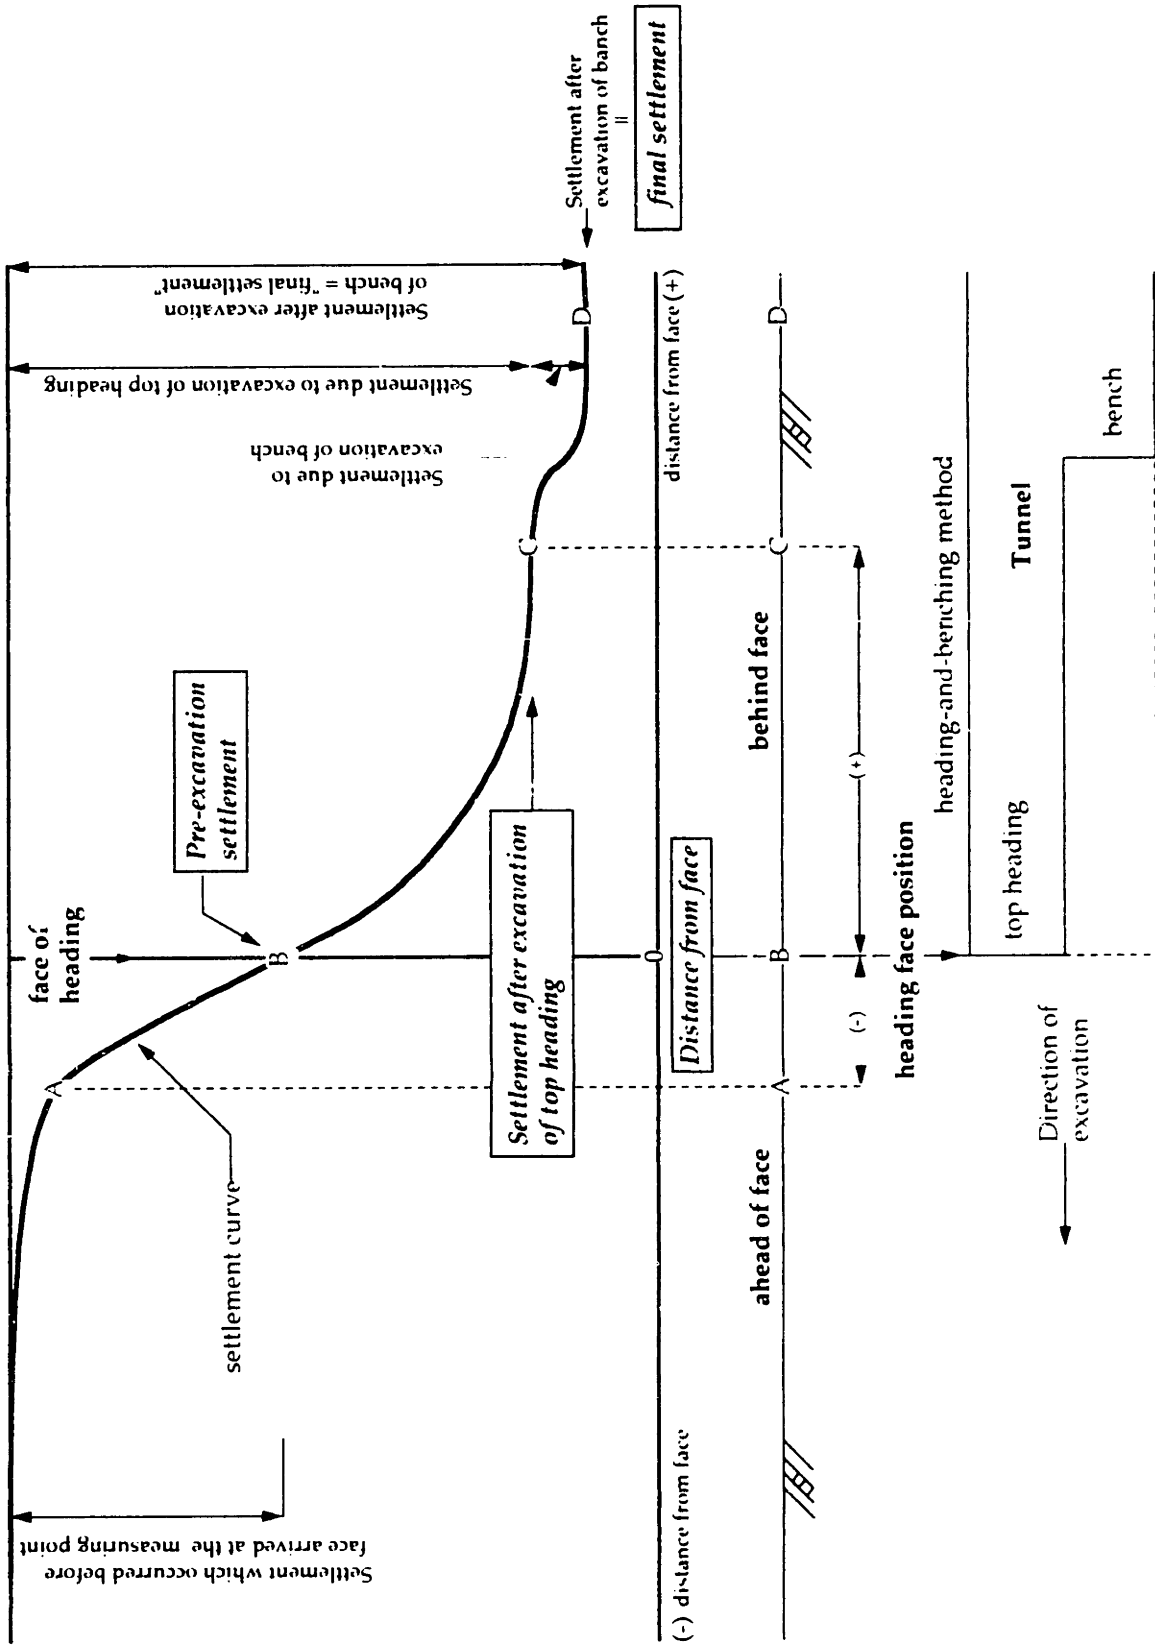 Settlement which occurred before
face arrived at the measuring point
settlement curve
face of
heading
Pre-excavation
settlement
Settlement due to
excavation of bench
Settlement due to excavation of top heading
Settlement after excavation
of bench = "final settlement"
Settlement after
excavation of banch
=
final settlement
A
B
C
D
Settlement after excavation
of top heading
(-) distance from face
0
distance from face (+)
Distance from face
ahead of face
A
B
behind face
C
D
(-)
(+)
heading face position
heading-and-benching method
Direction of
excavation
top heading
Tunnel
bench